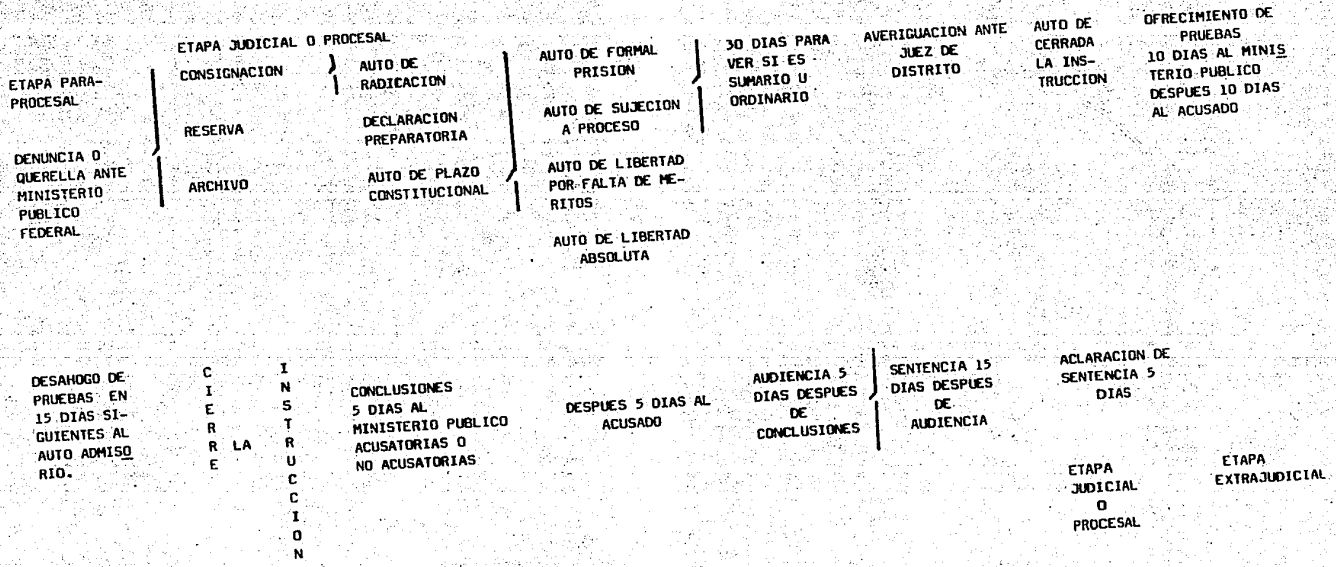 ETAPA PARA-
PROCESAL
DENUNCIA O
QUERELLA ANTE
MINISTERIO
PUBLICO
FEDERAL
ETAPA JUDICIAL O PROCESAL
CONSIGNACION
RESERVA
ARCHIVO
AUTO DE
RADICACION
DECLARACION
PREPARATORIA
AUTO DE PLAZO
CONSTITUCIONAL
AUTO DE FORMAL
PRISION
AUTO DE SUJECION
A PROCESO
AUTO DE LIBERTAD
POR FALTA DE ME-
RITOS
AUTO DE LIBERTAD
ABSOLUTA
30 DIAS PARA
VER SI ES
SUMARIO U
ORDINARIO
AVERIGUACION ANTE
JUEZ DE
DISTRITO
AUTO DE
CERRADA
LA INS-
TRUCCION
OFRECIMIENTO DE
PRUEBAS
10 DIAS AL MINIS
TERIO PUBLICO
DESPUES 10 DIAS
AL ACUSADO
DESAHOGO DE
PRUEBAS EN
15 DIAS SI-
GUIENTES AL
AUTO ADMISO
RIO.
CIERRE
LA
INSTRUCCION
CONCLUSIONES
5 DIAS AL
MINISTERIO PUBLICO
ACUSATORIAS O
NO ACUSATORIAS
DESPUES 5 DIAS AL
ACUSADO
AUDIENCIA 5
DIAS DESPUES
DE
CONCLUSIONES
SENTENCIA 15
DIAS DESPUES
DE
AUDIENCIA
ACLARACION DE
SENTENCIA 5
DIAS
ETAPA
JUDICIAL
O
PROCESAL
ETAPA
EXTRAJUDICIAL